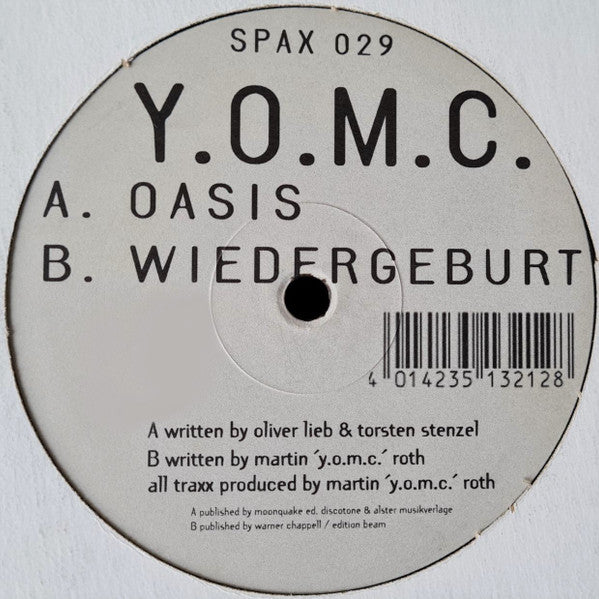 SPAX 029
Y.O.M.C.
A. OASIS
B. WIEDERGEBURT
4 014235 132128
A written by oliver lieb & torsten stenzel
B written by martin ´y.o.m.c.´ roth
all traxx produced by martin ´y.o.m.c.´ roth
A published by moonquake ed. discotone & alster musikverlage
B published by warner chappell / edition beam